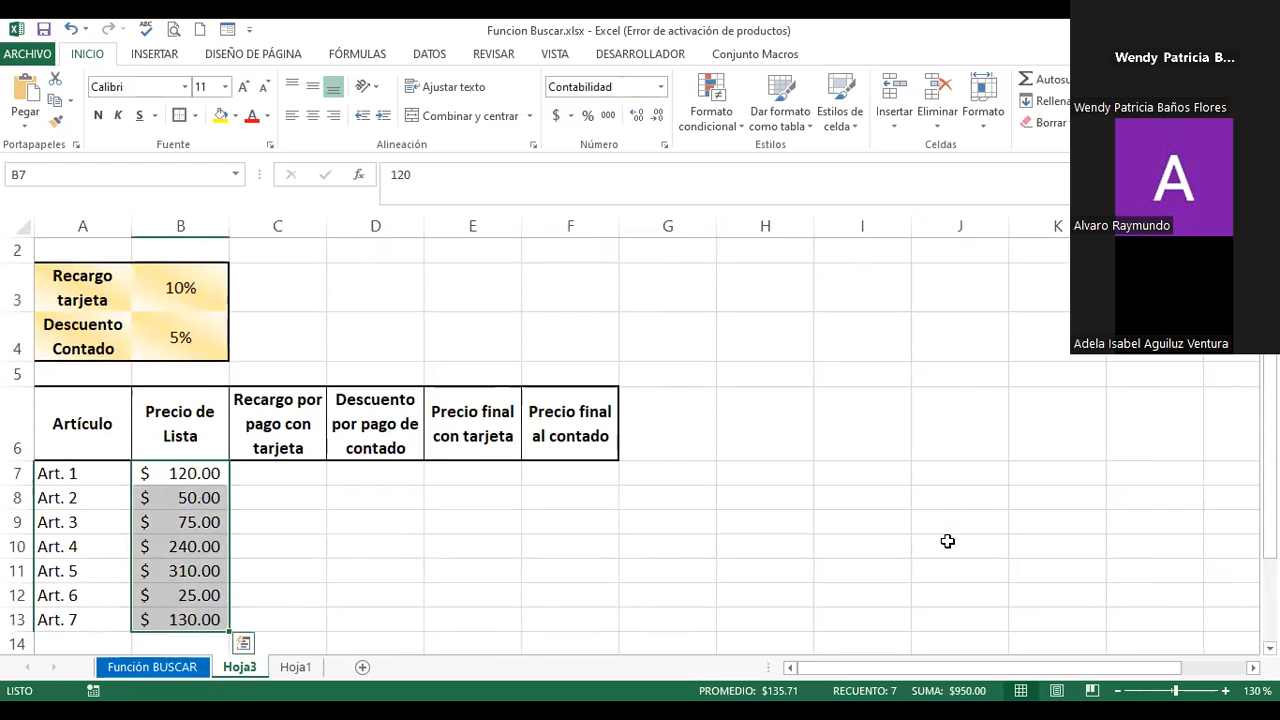 Funcion Buscar.xlsx - Excel (Error de activación de productos)
ARCHIVO INICIO INSERTAR DISEÑO DE PÁGINA FÓRMULAS DATOS REVISAR VISTA DESARROLLADOR Conjunto Macros
Wendy Patricia B...
Wendy Patricia Baños Flores
A
Alvaro Raymundo
Adela Isabel Aguiluz Ventura
Pegar
Calibri 11
N K S
Ajustar texto
Combinar y centrar
Contabilidad
$ % 000
Formato condicional
Dar formato como tabla
Estilos de celda
Insertar Eliminar Formato
Autosu
Rellena
Borrar
Portapapeles Fuente Alineación Número Estilos Celdas
B7 fx 120
A B C D E F G H I J K
2
3 Recargo tarjeta 10%
4 Descuento Contado 5%
5
6 Artículo Precio de Lista Recargo por pago con tarjeta Descuento por pago de contado Precio final con tarjeta Precio final al contado
7 Art. 1 $ 120.00
8 Art. 2 $ 50.00
9 Art. 3 $ 75.00
10 Art. 4 $ 240.00
11 Art. 5 $ 310.00
12 Art. 6 $ 25.00
13 Art. 7 $ 130.00
14
Función BUSCAR Hoja3 Hoja1
LISTO PROMEDIO: $135.71 RECUENTO: 7 SUMA: $950.00 130 %